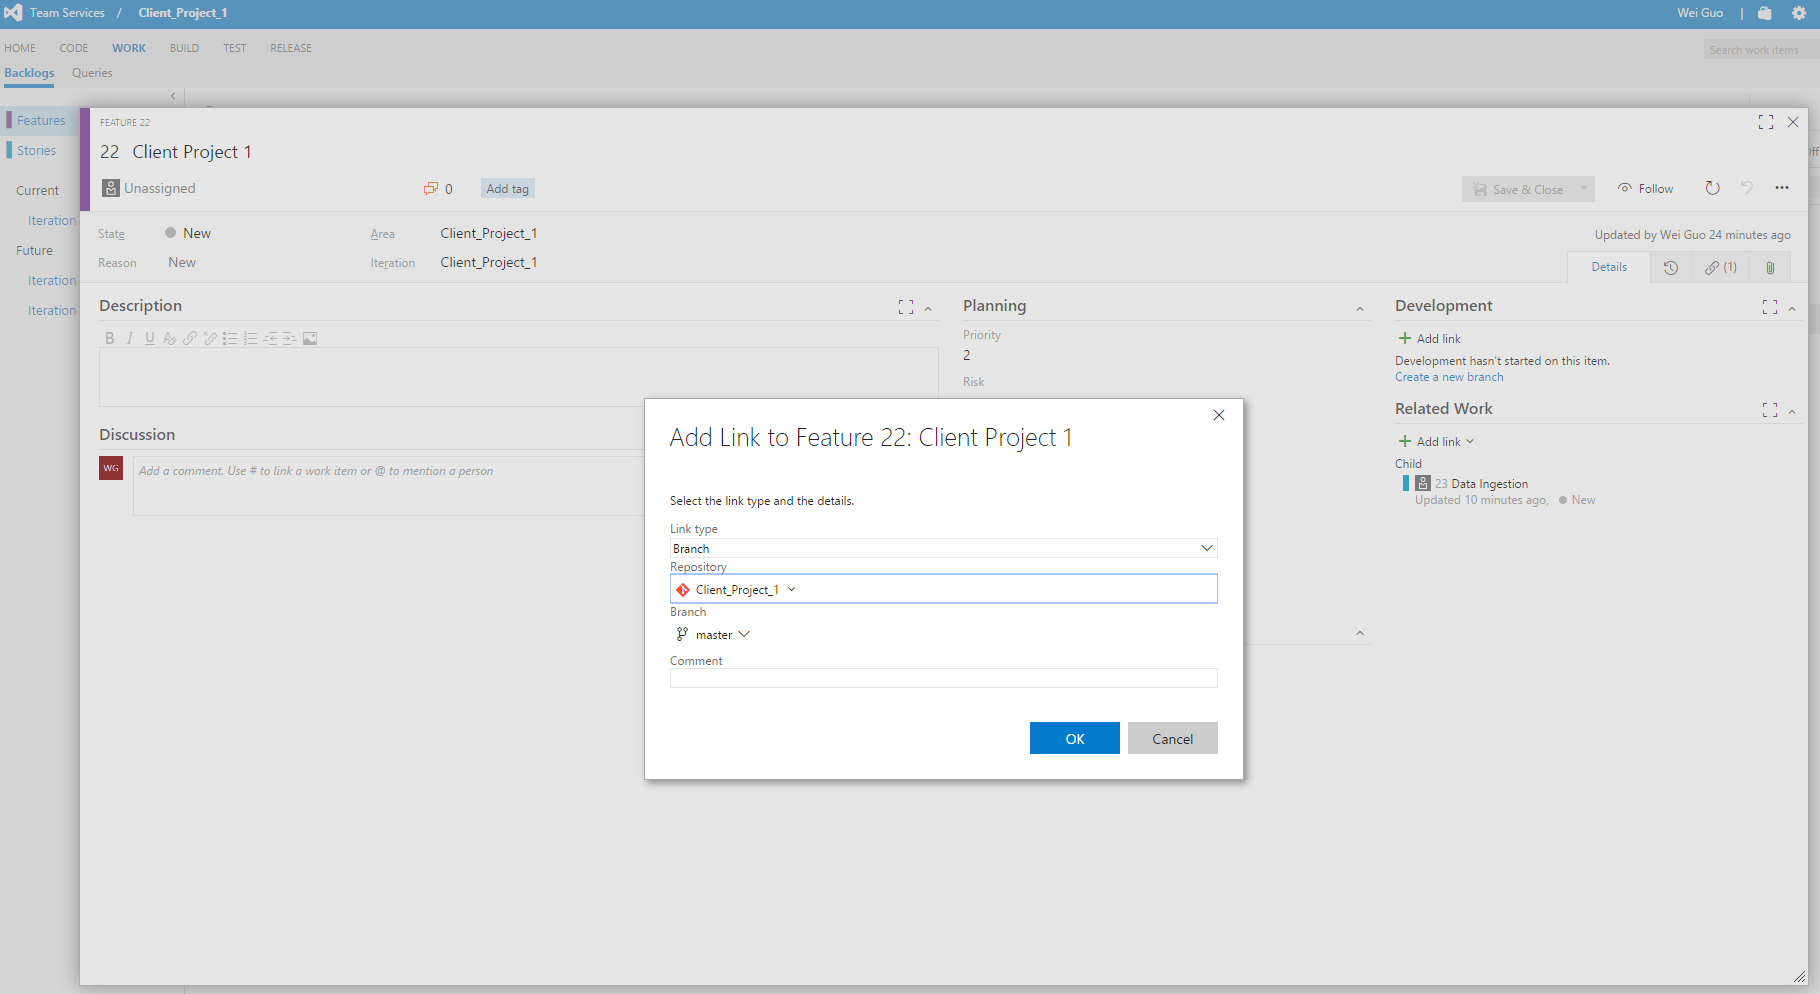 Team Services / Client_Project_1
Wei Guo |
HOME CODE WORK BUILD TEST RELEASE
Search work items
Backlogs Queries
Features
Stories
Current
Iteration
Future
Iteration
Iteration
FEATURE 22
22 Client Project 1
Unassigned
0
Add tag
Save & Close
Follow
State New
Area Client_Project_1
Updated by Wei Guo 24 minutes ago
Reason New
Iteration Client_Project_1
Details
(1)
Description
B I U
Discussion
WG
Add a comment. Use # to link a work item or @ to mention a person
Planning
Priority
2
Risk
Development
Add link
Development hasn't started on this item.
Create a new branch
Related Work
Add link
Child
23 Data Ingestion
Updated 10 minutes ago, New
Add Link to Feature 22: Client Project 1
Select the link type and the details.
Link type
Branch
Repository
Client_Project_1
Branch
master
Comment
OK Cancel